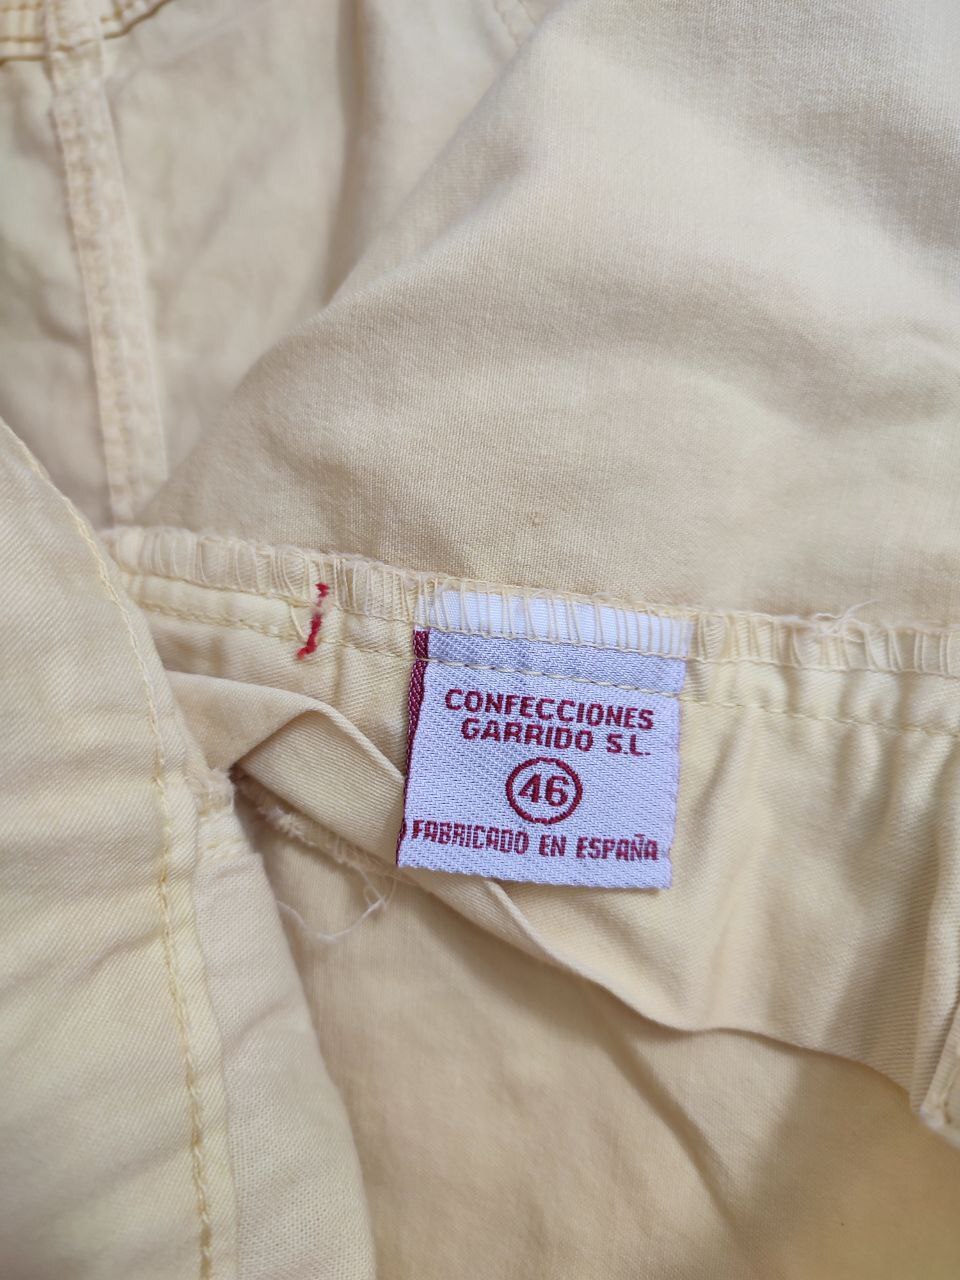 CONFECCIONES
GARRIDO S.L.
46
FABRICADO EN ESPAÑA